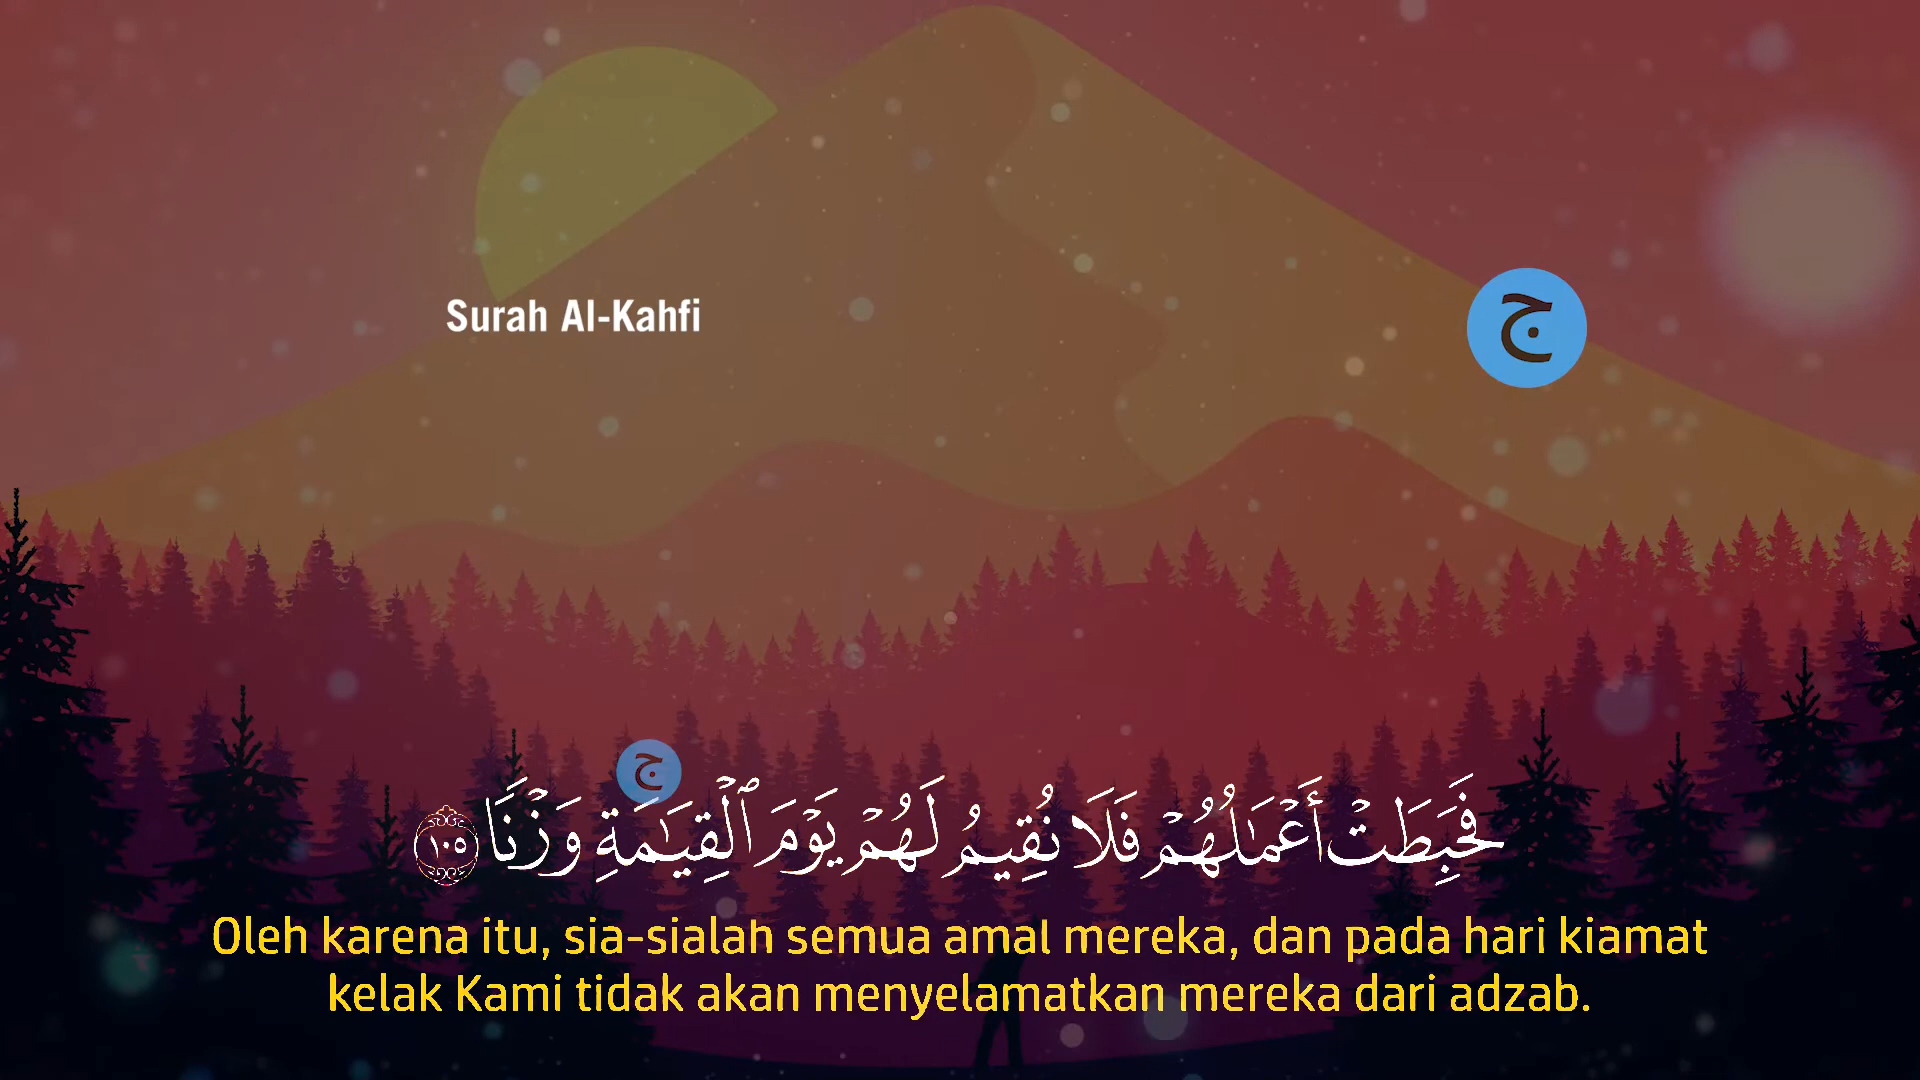 Surah Al-Kahfi
ج
ج
فَحَبِطَتْ أَعْمَـٰلُهُمْ فَلَا نُقِيمُ لَهُمْ يَوْمَ ٱلْقِيَـٰمَةِ وَزْنًا ١٠٥
Oleh karena itu, sia-sialah semua amal mereka, dan pada hari kiamat
kelak Kami tidak akan menyelamatkan mereka dari adzab.